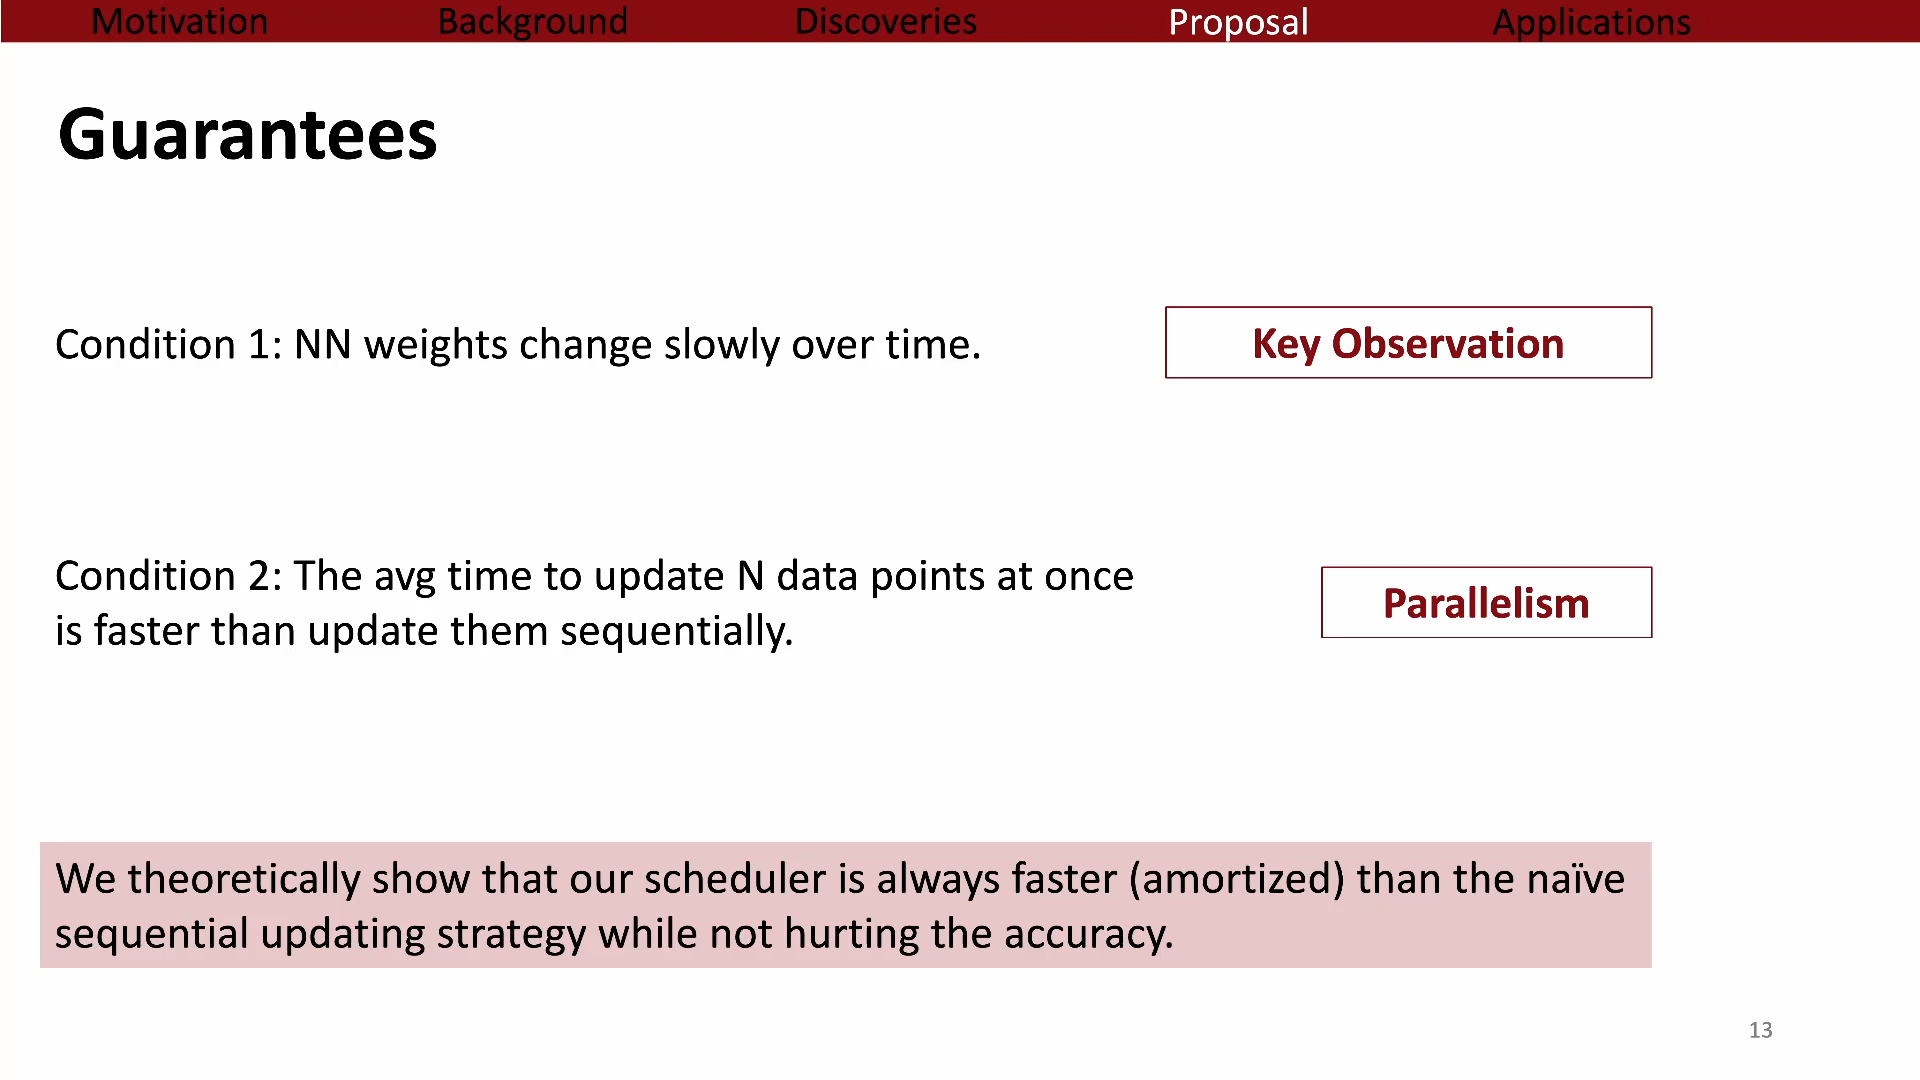 Motivation Background Discoveries Proposal Applications
Guarantees
Condition 1: NN weights change slowly over time.
Key Observation
Condition 2: The avg time to update N data points at once
is faster than update them sequentially.
Parallelism
We theoretically show that our scheduler is always faster (amortized) than the naïve
sequential updating strategy while not hurting the accuracy.
13